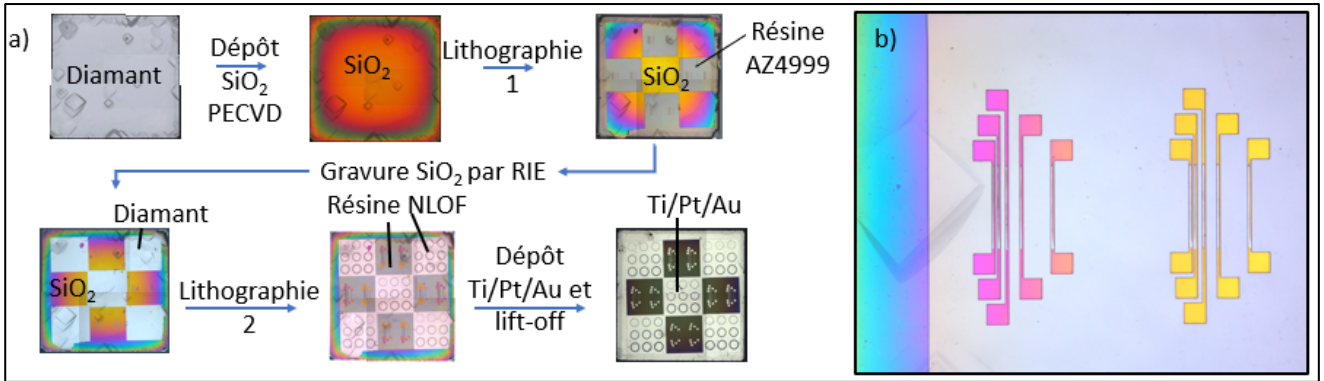 a)
Diamant
Dépôt
SiO₂
PECVD
SiO₂
Lithographie
1
SiO₂
Résine
AZ4999
Gravure SiO₂ par RIE
Diamant
SiO₂
Lithographie
2
Résine NLOF
Dépôt
Ti/Pt/Au et
lift-off
Ti/Pt/Au
b)